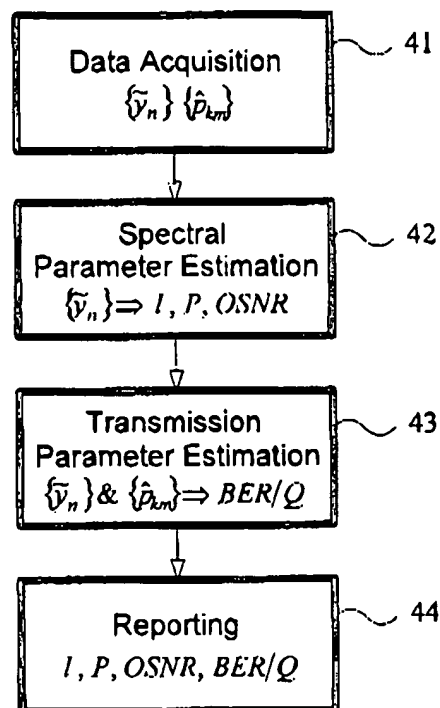 Data Acquisition
{ỹₙ} {p̂ₖₘ}
41
Spectral
Parameter Estimation
{ỹₙ} ⇒ l, P, OSNR
42
Transmission
Parameter Estimation
{ỹₙ} & {p̂ₖₘ} ⇒ BER/Q
43
Reporting
l, P, OSNR, BER/Q
44